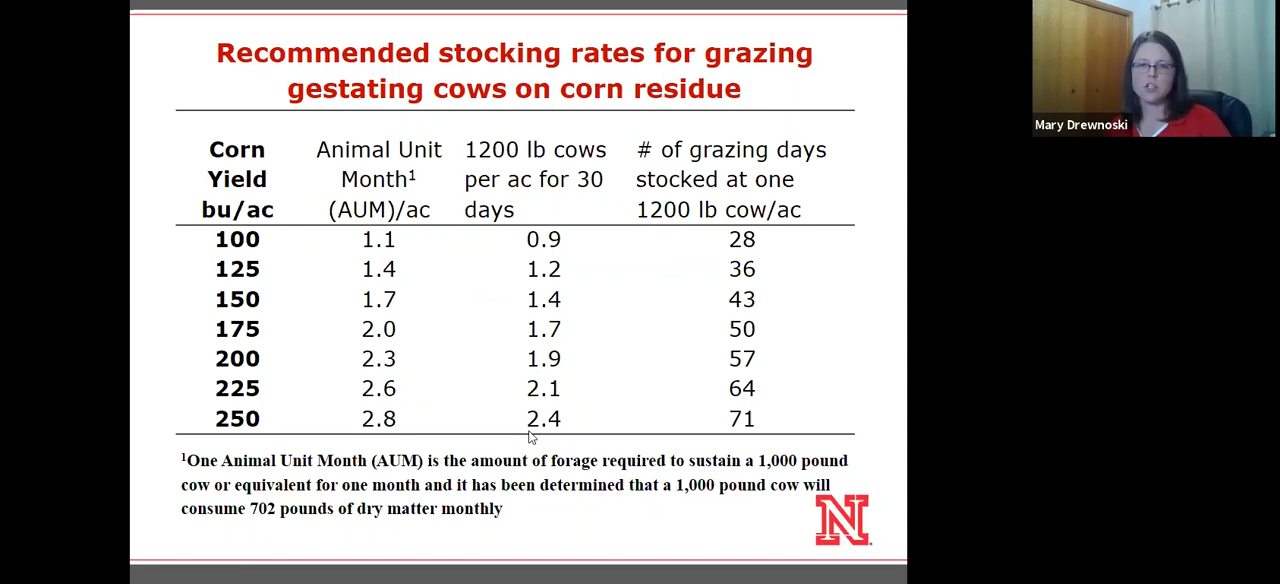 Recommended stocking rates for grazing
gestating cows on corn residue
Corn Yield bu/ac | Animal Unit Month¹ (AUM)/ac | 1200 lb cows per ac for 30 days | # of grazing days stocked at one 1200 lb cow/ac
100 1.1 0.9 28
125 1.4 1.2 36
150 1.7 1.4 43
175 2.0 1.7 50
200 2.3 1.9 57
225 2.6 2.1 64
250 2.8 2.4 71
¹One Animal Unit Month (AUM) is the amount of forage required to sustain a 1,000 pound
cow or equivalent for one month and it has been determined that a 1,000 pound cow will
consume 702 pounds of dry matter monthly
N
Mary Drewnoski